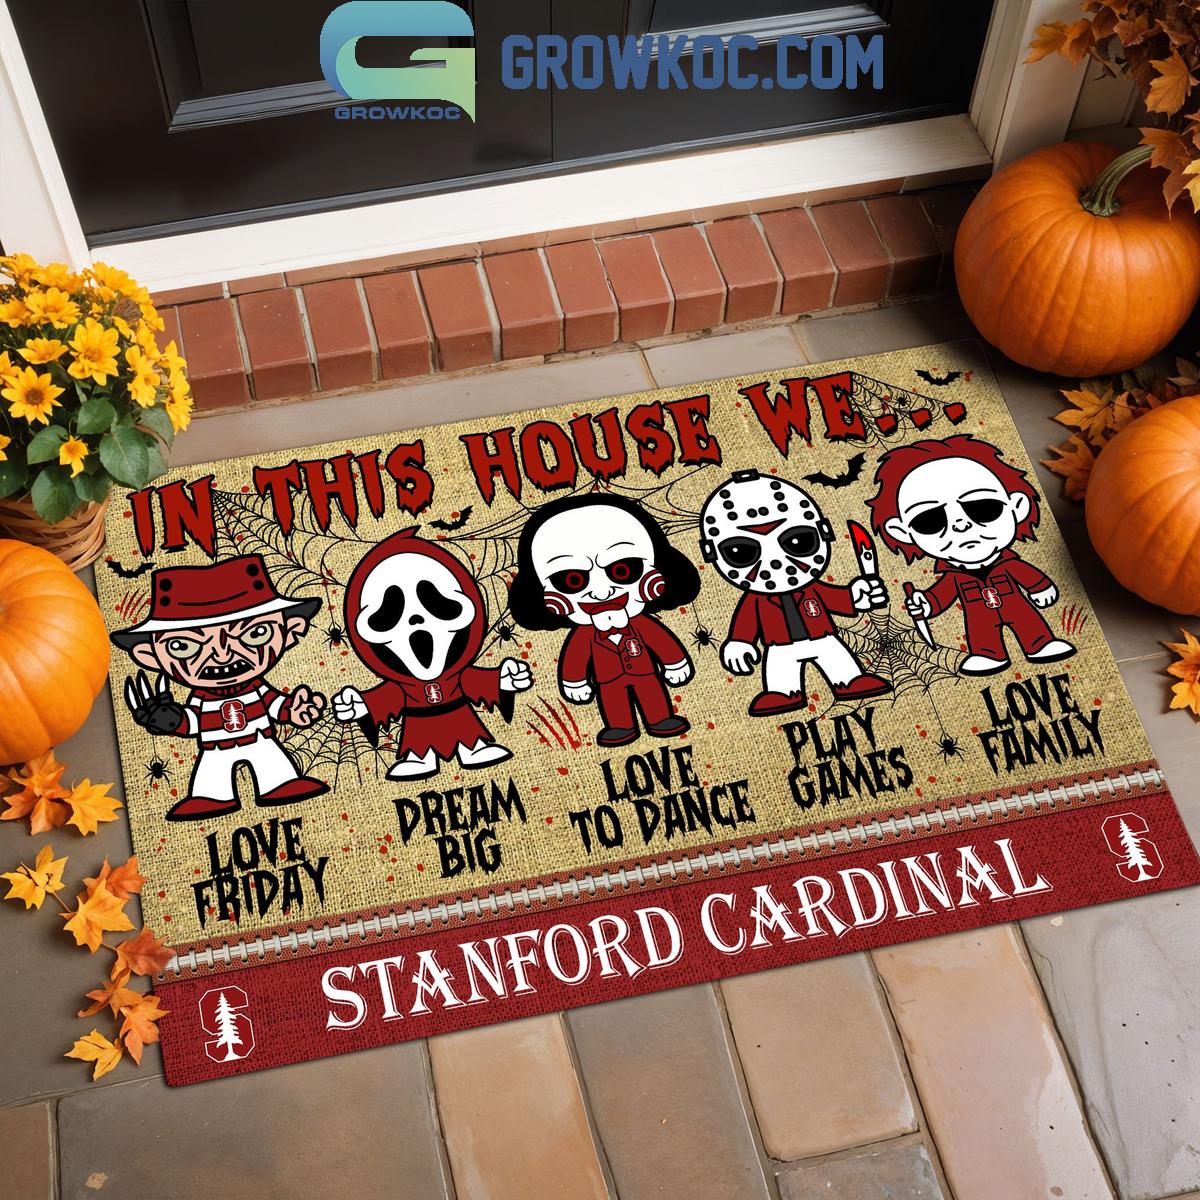 GROWKOC
GROWKOC.COM
IN THIS HOUSE WE...
LOVE
FRIDAY
DREAM
BIG
LOVE
TO DANCE
PLAY
GAMES
LOVE
FAMILY
STANFORD CARDINAL
S
S